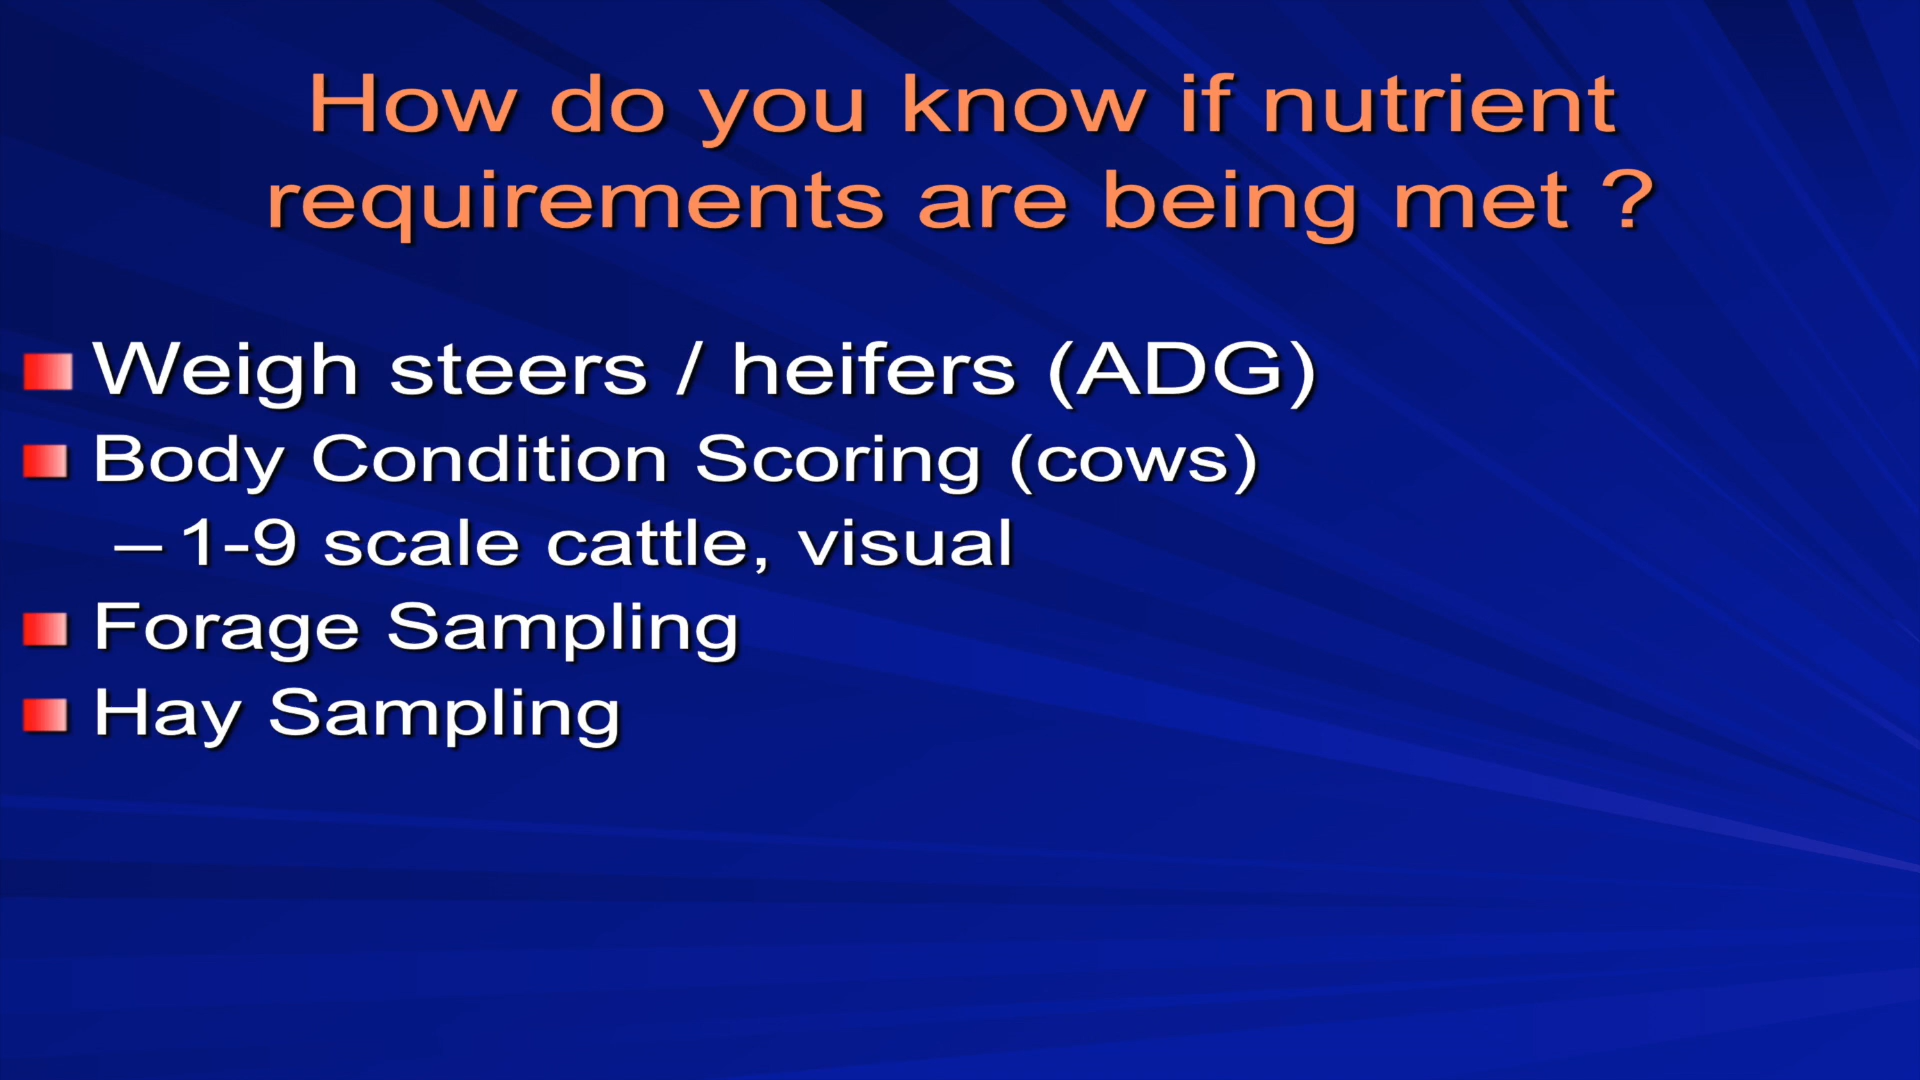 How do you know if nutrient
requirements are being met ?
Weigh steers / heifers (ADG)
Body Condition Scoring (cows)
– 1-9 scale cattle, visual
Forage Sampling
Hay Sampling